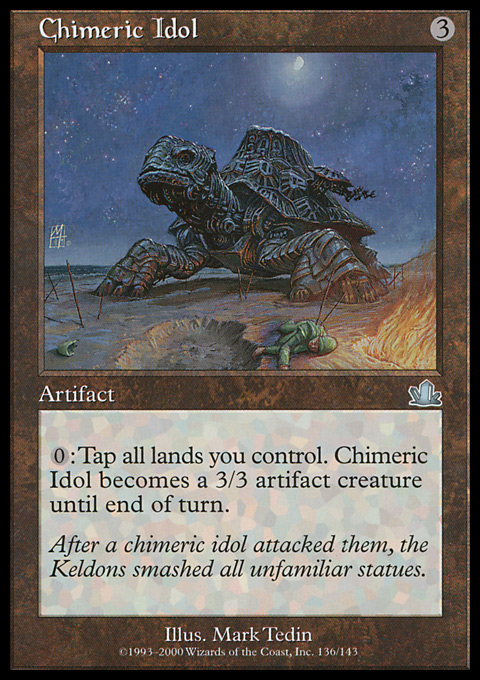 Chimeric Idol 3
Artifact
0: Tap all lands you control. Chimeric
Idol becomes a 3/3 artifact creature
until end of turn.
After a chimeric idol attacked them, the
Keldons smashed all unfamiliar statues.
Illus. Mark Tedin
©1993–2000 Wizards of the Coast, Inc. 136/143